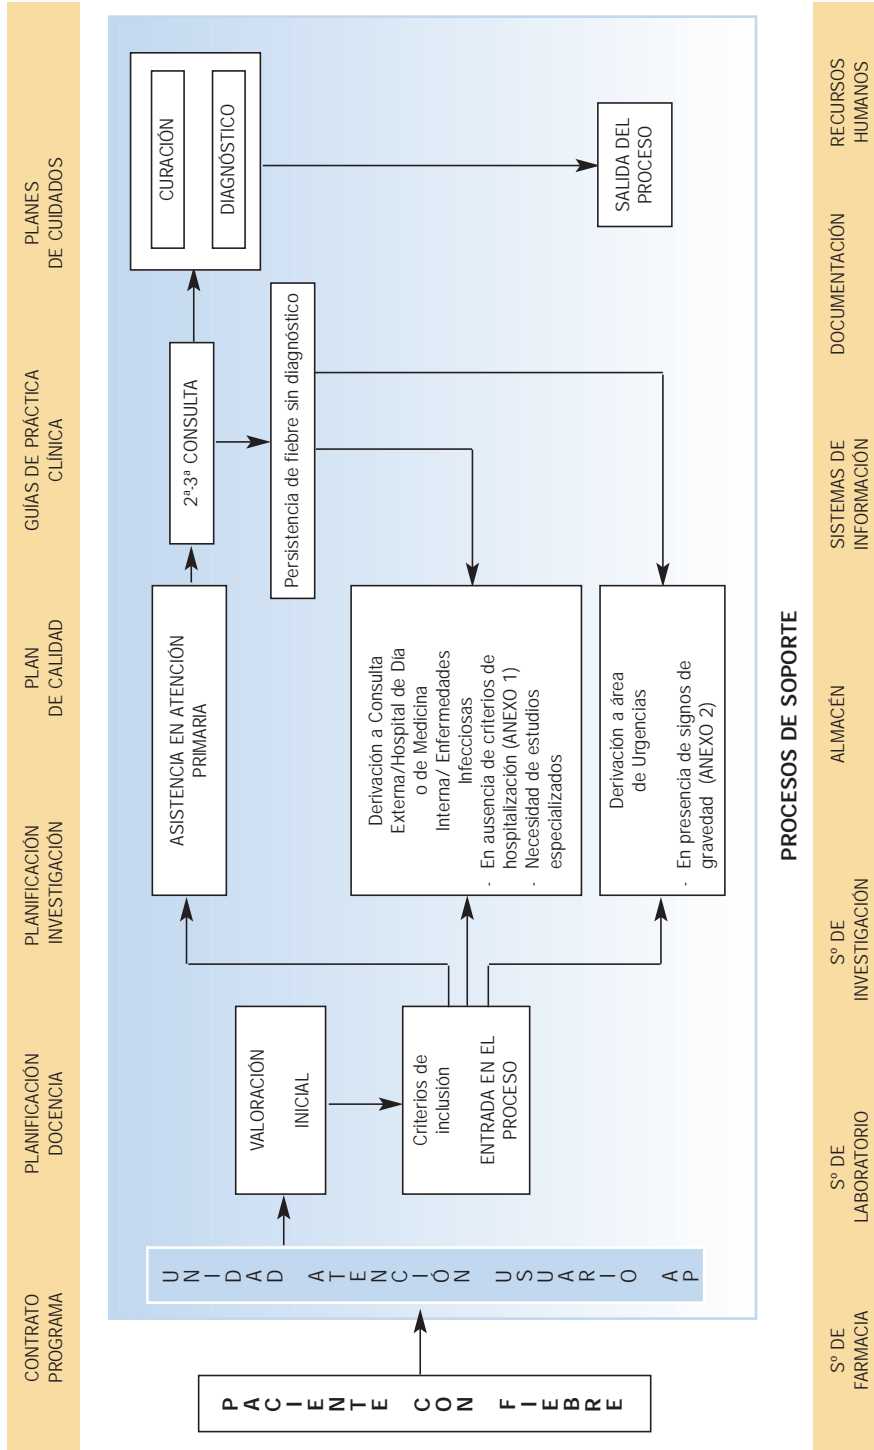 CONTRATO
PROGRAMA
PLANIFICACIÓN
DOCENCIA
PLANIFICACIÓN
INVESTIGACIÓN
PLAN
DE CALIDAD
GUÍAS DE PRÁCTICA
CLÍNICA
PLANES
DE CUIDADOS
PACIENTE CON FIEBRE
UNIDAD ATENCIÓN USUARIO AP
VALORACIÓN
INICIAL
Criterios de
inclusión
ENTRADA EN EL
PROCESO
ASISTENCIA EN ATENCIÓN
PRIMARIA
2ª-3ª CONSULTA
CURACIÓN
DIAGNÓSTICO
Persistencia de fiebre sin diagnóstico
Derivación a Consulta
Externa/Hospital de Día
o de Medicina
Interna/ Enfermedades
Infecciosas
- En ausencia de criterios de
hospitalización (ANEXO 1)
- Necesidad de estudios
especializados
Derivación a área
de Urgencias
- En presencia de signos de
gravedad (ANEXO 2)
SALIDA DEL
PROCESO
PROCESOS DE SOPORTE
Sº DE
FARMACIA
Sº DE
LABORATORIO
Sº DE
INVESTIGACIÓN
ALMACÉN
SISTEMAS DE
INFORMACIÓN
DOCUMENTACIÓN
RECURSOS
HUMANOS